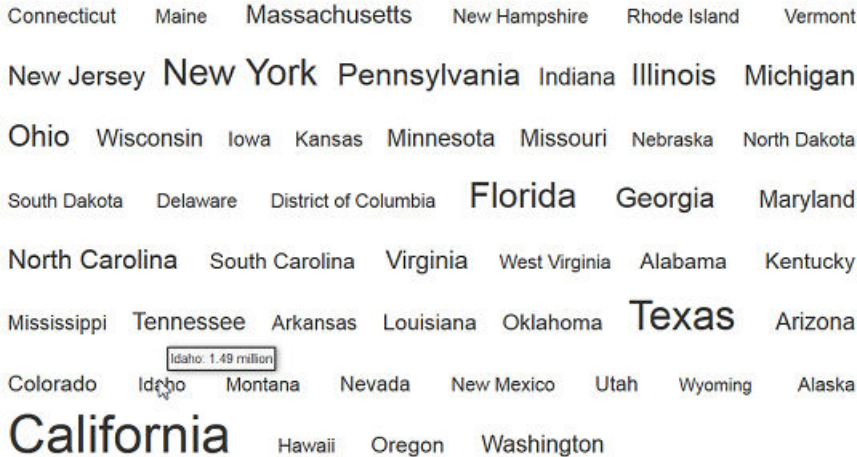 Connecticut Maine Massachusetts New Hampshire Rhode Island Vermont
New Jersey New York Pennsylvania Indiana Illinois Michigan
Ohio Wisconsin Iowa Kansas Minnesota Missouri Nebraska North Dakota
South Dakota Delaware District of Columbia Florida Georgia Maryland
North Carolina South Carolina Virginia West Virginia Alabama Kentucky
Mississippi Tennessee Arkansas Louisiana Oklahoma Texas Arizona
Idaho: 1.49 million
Colorado Idaho Montana Nevada New Mexico Utah Wyoming Alaska
California Hawaii Oregon Washington